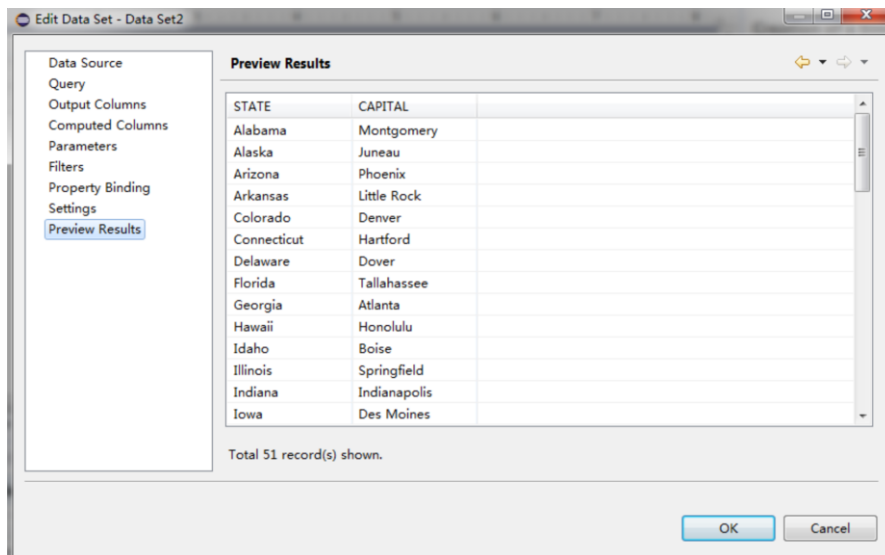 Edit Data Set - Data Set2
Data Source
Query
Output Columns
Computed Columns
Parameters
Filters
Property Binding
Settings
Preview Results
Preview Results
STATE CAPITAL
Alabama Montgomery
Alaska Juneau
Arizona Phoenix
Arkansas Little Rock
Colorado Denver
Connecticut Hartford
Delaware Dover
Florida Tallahassee
Georgia Atlanta
Hawaii Honolulu
Idaho Boise
Illinois Springfield
Indiana Indianapolis
Iowa Des Moines
Total 51 record(s) shown.
OK Cancel